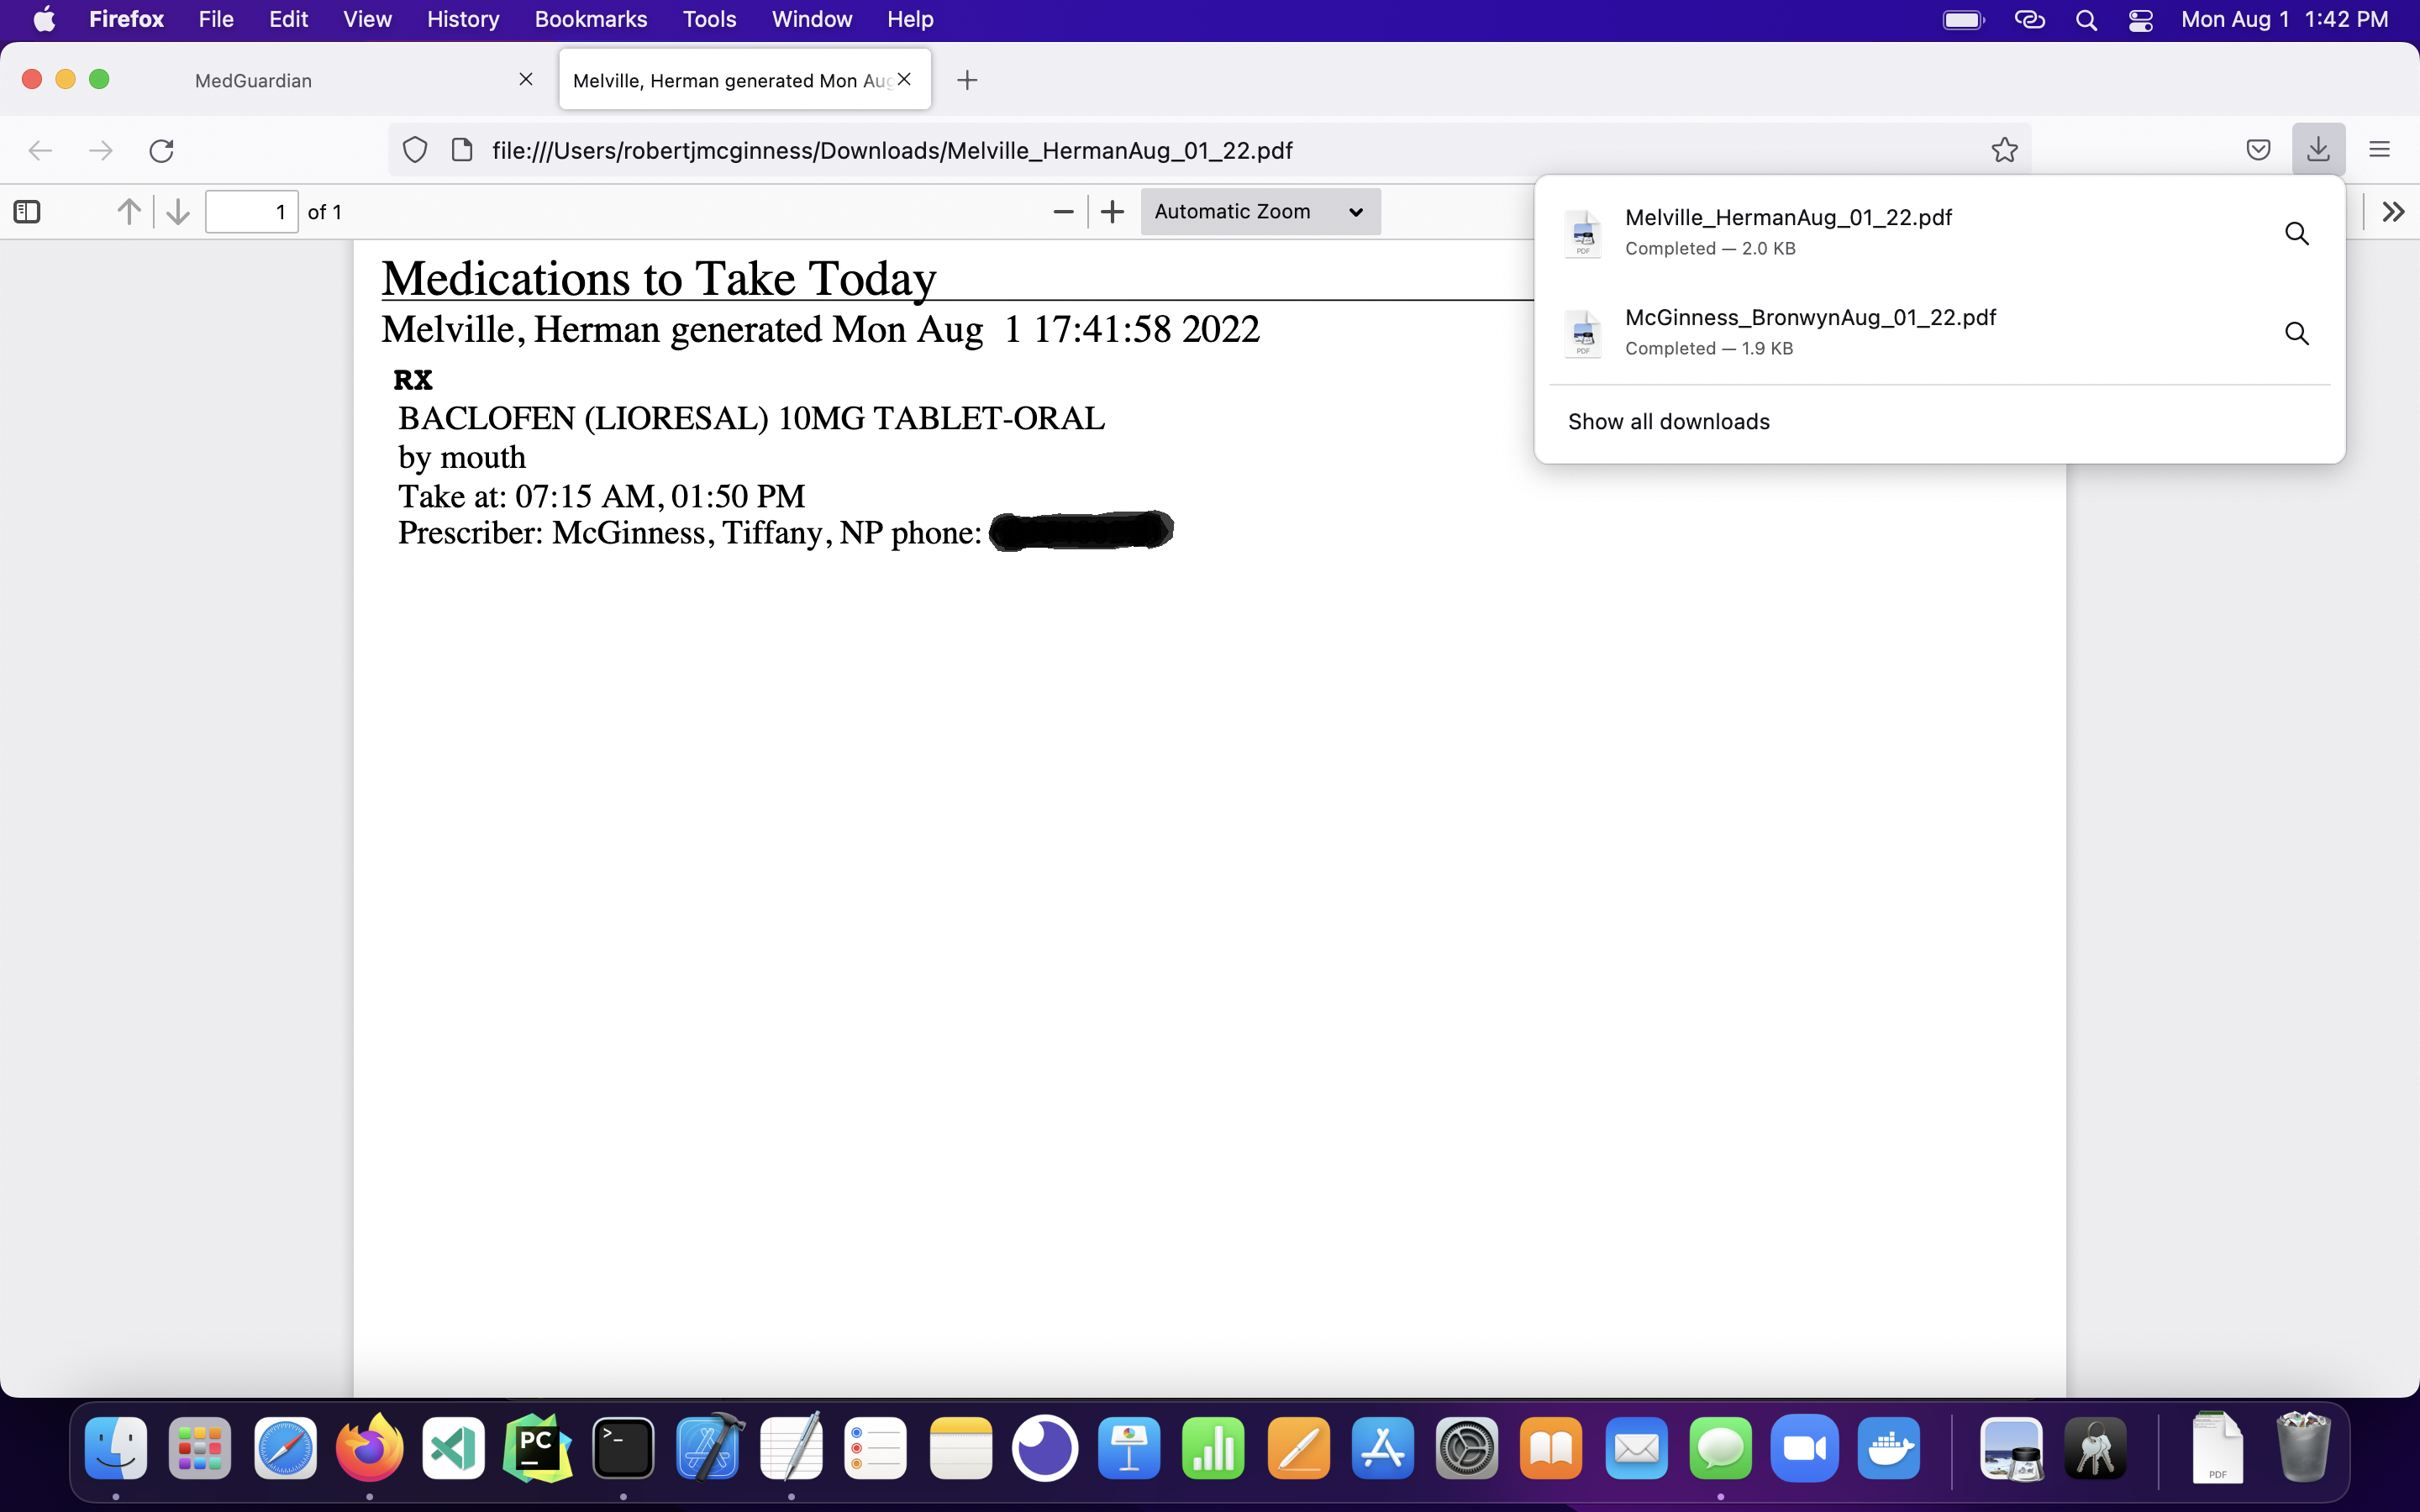 Firefox File Edit View History Bookmarks Tools Window Help Mon Aug 1 1:42 PM
MedGuardian Melville, Herman generated Mon Aug
file:///Users/robertjmcginness/Downloads/Melville_HermanAug_01_22.pdf
1 of 1 Automatic Zoom
Melville_HermanAug_01_22.pdf
Completed — 2.0 KB
McGinness_BronwynAug_01_22.pdf
Completed — 1.9 KB
Show all downloads
Medications to Take Today
Melville, Herman generated Mon Aug 1 17:41:58 2022
RX
BACLOFEN (LIORESAL) 10MG TABLET-ORAL
by mouth
Take at: 07:15 AM, 01:50 PM
Prescriber: McGinness, Tiffany, NP phone:
PC
PDF